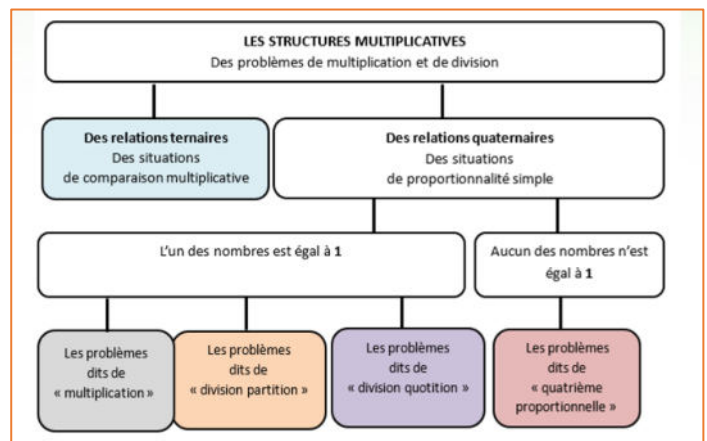 LES STRUCTURES MULTIPLICATIVES
Des problèmes de multiplication et de division
Des relations ternaires
Des situations
de comparaison multiplicative
Des relations quaternaires
Des situations
de proportionnalité simple
L'un des nombres est égal à 1
Aucun des nombres n'est
égal à 1
Les problèmes
dits de
« multiplication »
Les problèmes
dits de
« division partition »
Les problèmes
dits de
« division quotition »
Les problèmes
dits de
« quatrième
proportionnelle »